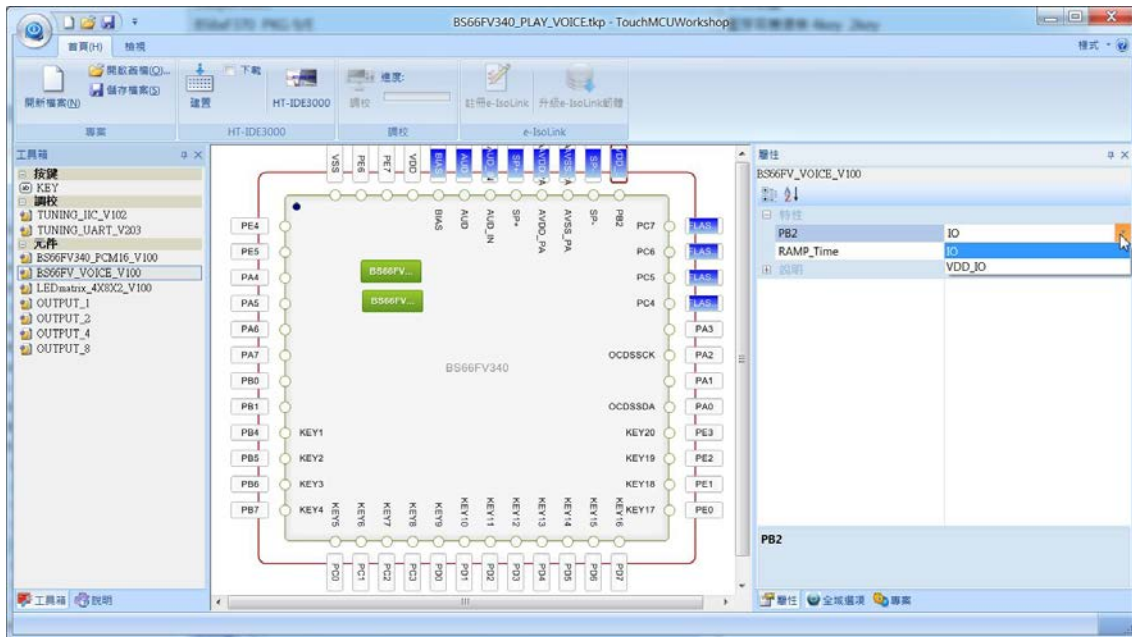 BS66FV340_PLAY_VOICE.tkp - TouchMCUWorkshop
首頁(H) 檢視 樣式
開新檔案(N) 開啟舊檔(O)... 儲存檔案(S) 建置 下載 HT-IDE3000 調校 進度: 註冊e-IsoLink 升級e-IsoLink韌體
專案 HT-IDE3000 調校 e-IsoLink
工具箱
按鍵
KEY
調校
TUNING_IIC_V102
TUNING_UART_V203
元件
BS66FV340_PCM16_V100
BS66FV_VOICE_V100
LEDmatrix_4X8X2_V100
OUTPUT_1
OUTPUT_2
OUTPUT_4
OUTPUT_8
工具箱 說明
VSS PE6 PE7 VDD BIAS AUD AUD_IN SP+ AVDD_PA AVSS_PA SP- VDD_
BIAS AUD AUD_IN SP+ AVDD_PA AVSS_PA SP- PB2
PE4 PC7 FLAS...
PE5 PC6 FLAS...
PA4 BS66FV... PC5 FLAS...
PA5 BS66FV... PC4 FLAS...
PA6 PA3
PA7 OCDSSCK PA2
BS66FV340
PB0 PA1
PB1 OCDSSDA PA0
PB4 KEY1 KEY20 PE3
PB5 KEY2 KEY19 PE2
PB6 KEY3 KEY18 PE1
PB7 KEY4 KEY17 PE0
KEY5 KEY6 KEY7 KEY8 KEY9 KEY10 KEY11 KEY12 KEY13 KEY14 KEY15 KEY16
PC0 PC1 PC2 PC3 PD0 PD1 PD2 PD3 PD4 PD5 PD6 PD7
屬性
BS66FV_VOICE_V100
特性
PB2 IO
RAMP_Time IO
說明 VDD_IO
PB2
屬性 全域選項 專案